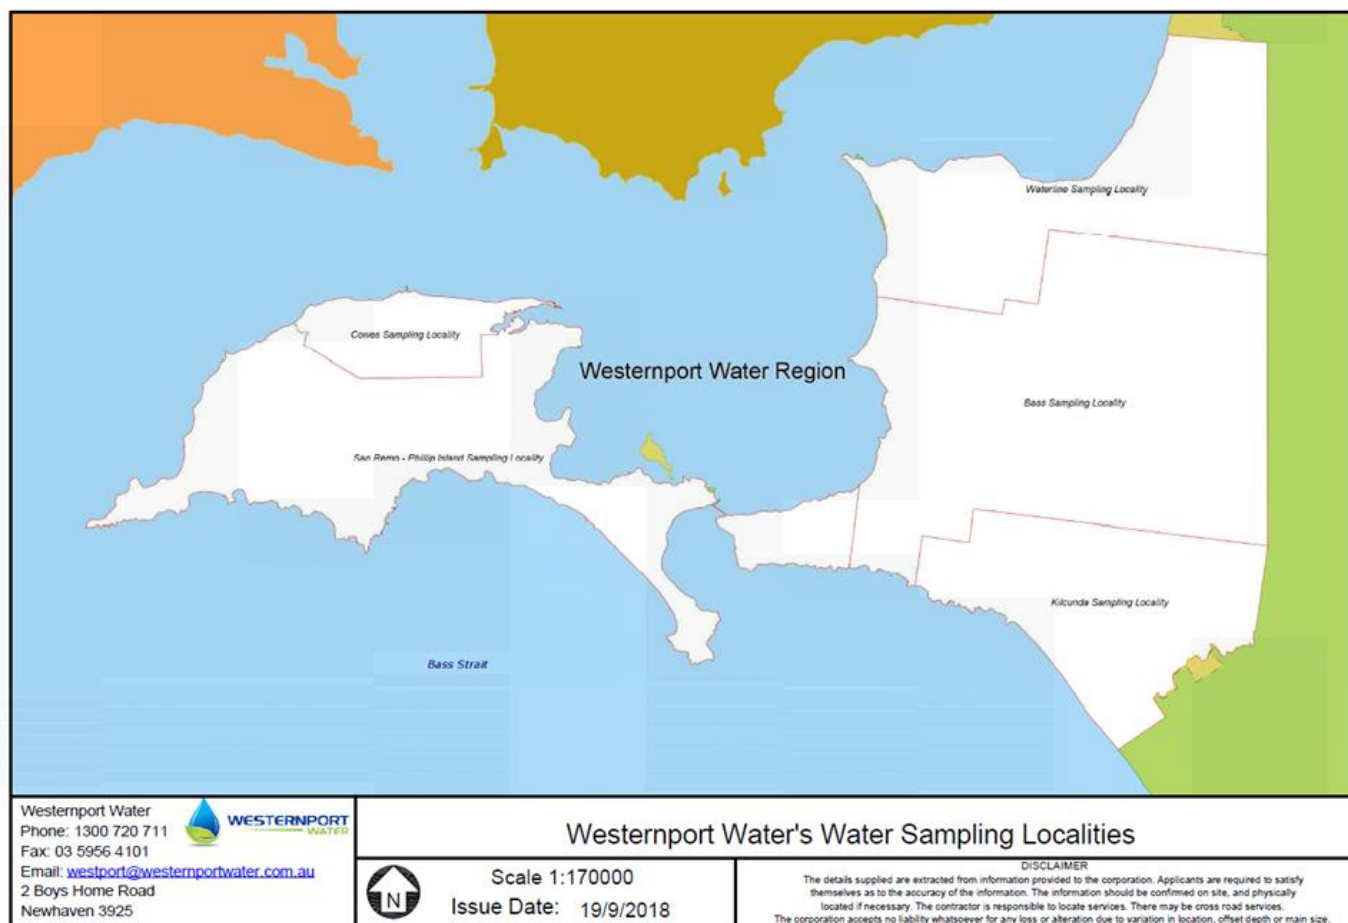 Waterline Sampling Locality
Cowes Sampling Locality
Westernport Water Region
Bass Sampling Locality
San Remo - Phillip Island Sampling Locality
Kilcunda Sampling Locality
Bass Strait
Westernport Water
Phone: 1300 720 711
Fax: 03 5956 4101
Email: westport@westernportwater.com.au
2 Boys Home Road
Newhaven 3925
WESTERNPORT
WATER
Westernport Water's Water Sampling Localities
N
Scale 1:170000
Issue Date: 19/9/2018
DISCLAIMER
The details supplied are extracted from information provided to the corporation. Applicants are required to satisfy
themselves as to the accuracy of the information. The information should be confirmed on site, and physically
located if necessary. The contractor is responsible to locate services. There may be cross road services.
The corporation accepts no liability whatsoever for any loss or alteration due to variation in location, offset depth or main size.